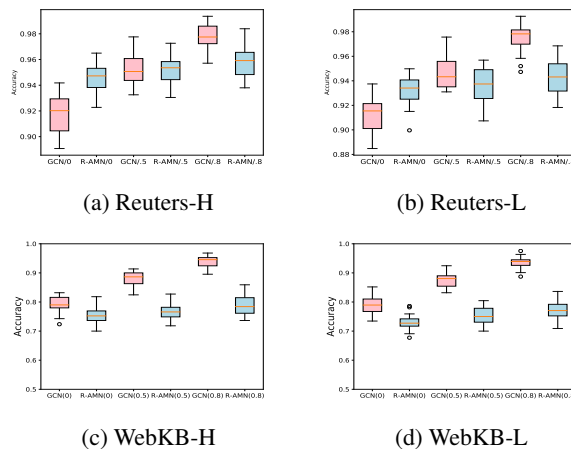 0.98
0.96
0.94
0.92
0.90
Accuracy
GCN/0 R-AMN/0 GCN/.5 R-AMN/.5 GCN/.8 R-AMN/.8
(a) Reuters-H
0.98
0.96
0.94
0.92
0.90
0.88
Accuracy
GCN/0 R-AMN/0 GCN/.5 R-AMN/.5 GCN/.8 R-AMN/.
(b) Reuters-L
1.0
0.9
0.8
0.7
0.6
0.5
Accuracy
GCN(0) R-AMN(0) GCN(0.5) R-AMN(0.5) GCN(0.8) R-AMN(0.8)
(c) WebKB-H
1.0
0.9
0.8
0.7
0.6
0.5
Accuracy
GCN(0) R-AMN(0) GCN(0.5) R-AMN(0.5) GCN(0.8) R-AMN(0.
(d) WebKB-L